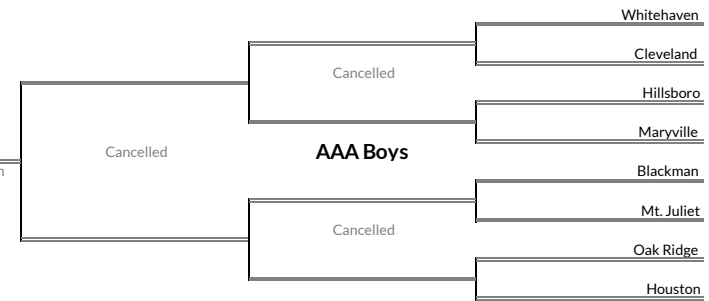 Whitehaven
Cleveland
Cancelled
Hillsboro
Maryville
Cancelled
AAA Boys
Blackman
Mt. Juliet
Cancelled
Oak Ridge
Houston